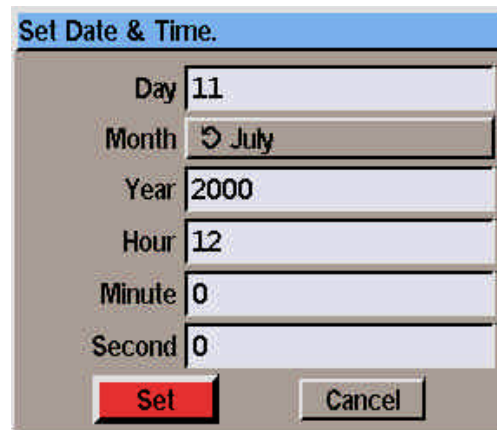 Set Date & Time.
Day 11
Month July
Year 2000
Hour 12
Minute 0
Second 0
Set Cancel